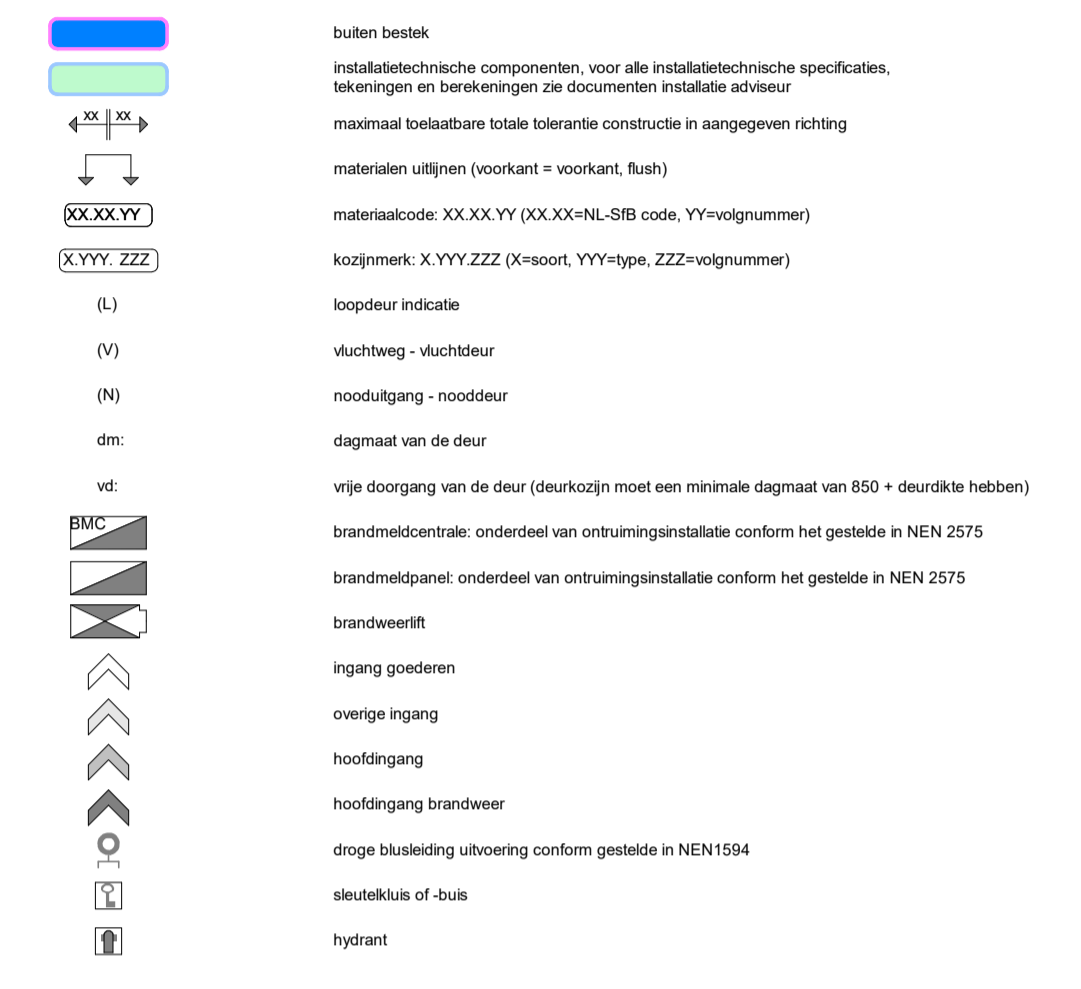 buiten bestek
installatietechnische componenten, voor alle installatietechnische specificaties,
tekeningen en berekeningen zie documenten installatie adviseur
xx xx maximaal toelaatbare totale tolerantie constructie in aangegeven richting
materialen uitlijnen (voorkant = voorkant, flush)
XX.XX.YY materiaalcode: XX.XX.YY (XX.XX=NL-SfB code, YY=volgnummer)
X.YYY. ZZZ kozijnmerk: X.YYY.ZZZ (X=soort, YYY=type, ZZZ=volgnummer)
(L) loopdeur indicatie
(V) vluchtweg - vluchtdeur
(N) nooduitgang - nooddeur
dm: dagmaat van de deur
vd: vrije doorgang van de deur (deurkozijn moet een minimale dagmaat van 850 + deurdikte hebben)
BMC brandmeldcentrale: onderdeel van ontruimingsinstallatie conform het gestelde in NEN 2575
brandmeldpanel: onderdeel van ontruimingsinstallatie conform het gestelde in NEN 2575
brandweerlift
ingang goederen
overige ingang
hoofdingang
hoofdingang brandweer
droge blusleiding uitvoering conform gestelde in NEN1594
sleutelkluis of -buis
hydrant